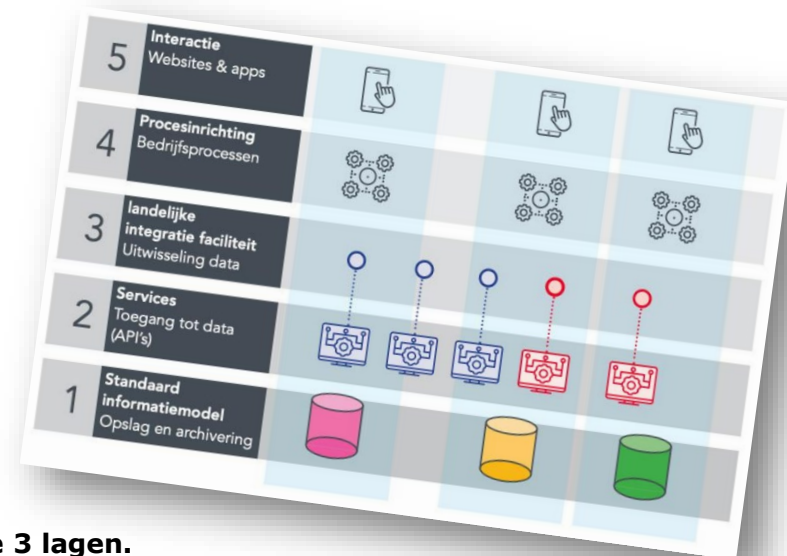 5
Interactie
Websites & apps
4
Procesinrichting
Bedrijfsprocessen
3
landelijke
integratie faciliteit
Uitwisseling data
2
Services
Toegang tot data
(API's)
1
Standaard
informatiemodel
Opslag en archivering
3 lagen.